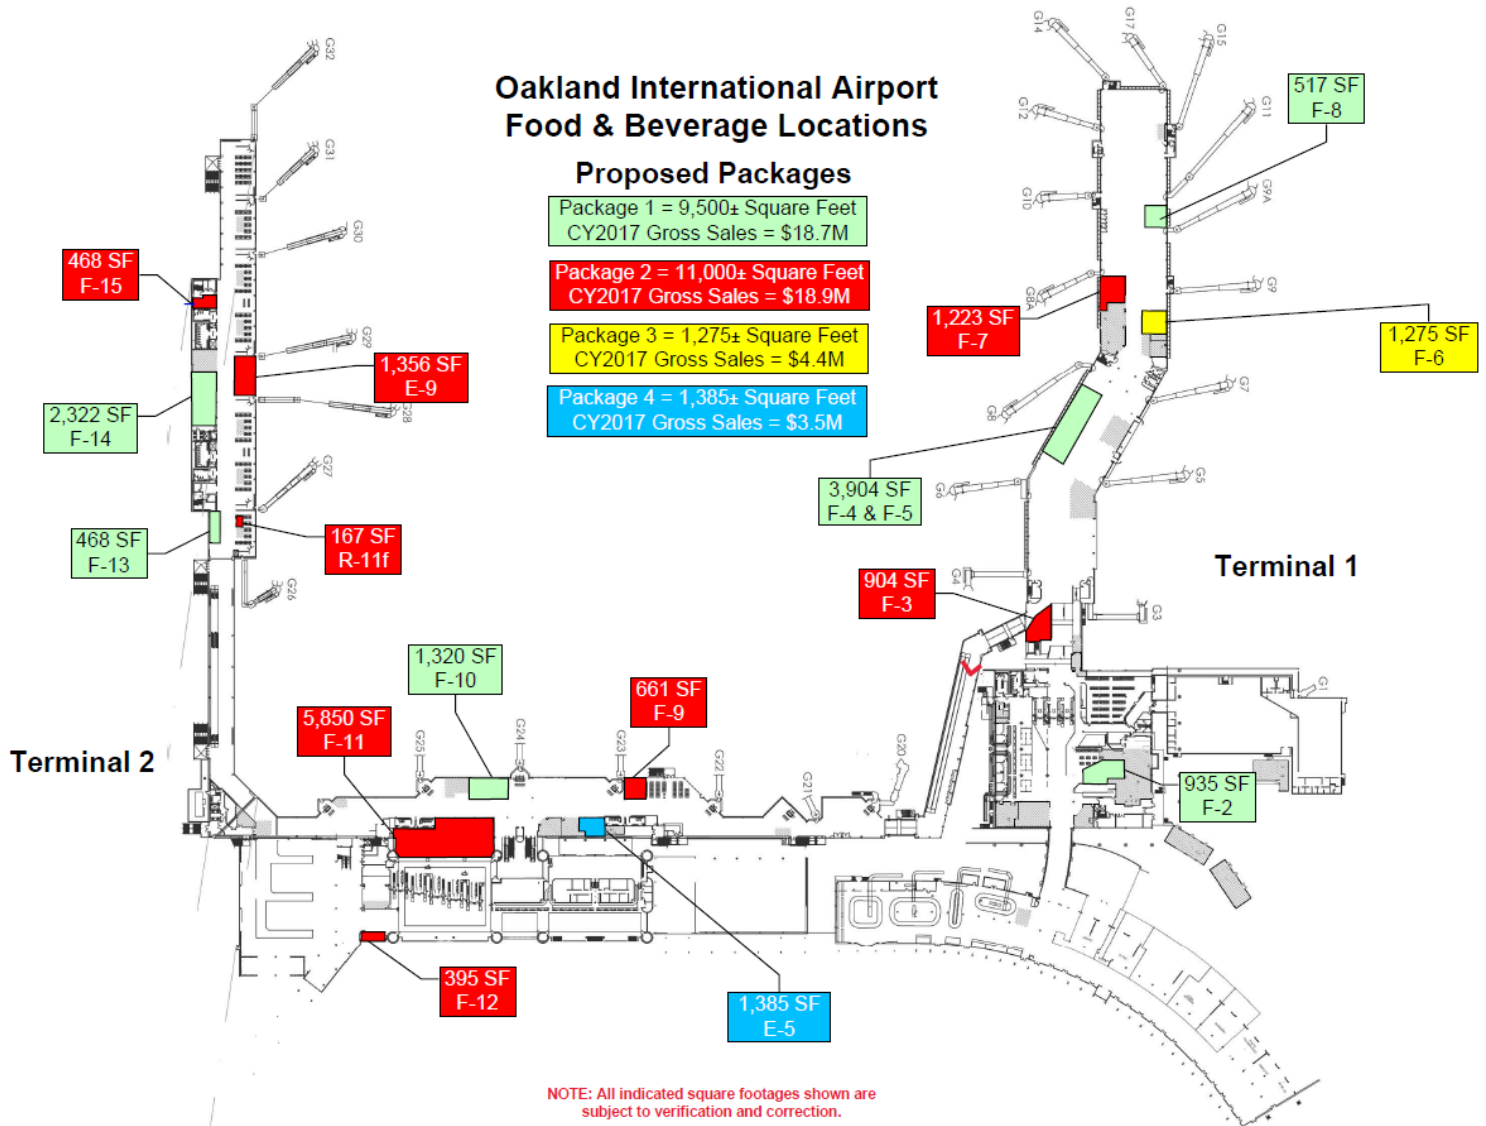 Oakland International Airport
Food & Beverage Locations
Proposed Packages
Package 1 = 9,500± Square Feet
CY2017 Gross Sales = $18.7M
Package 2 = 11,000± Square Feet
CY2017 Gross Sales = $18.9M
Package 3 = 1,275± Square Feet
CY2017 Gross Sales = $4.4M
Package 4 = 1,385± Square Feet
CY2017 Gross Sales = $3.5M
G32
G31
G30
G29
G28
G27
G26
468 SF
F-15
1,356 SF
E-9
2,322 SF
F-14
468 SF
F-13
167 SF
R-11f
G14
G17
G15
G12
G11
G10
G9A
G8A
G9
G8
G7
G6
G5
G4
G3
G1
517 SF
F-8
1,223 SF
F-7
1,275 SF
F-6
3,904 SF
F-4 & F-5
Terminal 1
904 SF
F-3
935 SF
F-2
1,320 SF
F-10
661 SF
F-9
5,850 SF
F-11
Terminal 2
G25
G24
G23
G22
G21
G20
395 SF
F-12
1,385 SF
E-5
NOTE: All indicated square footages shown are
subject to verification and correction.